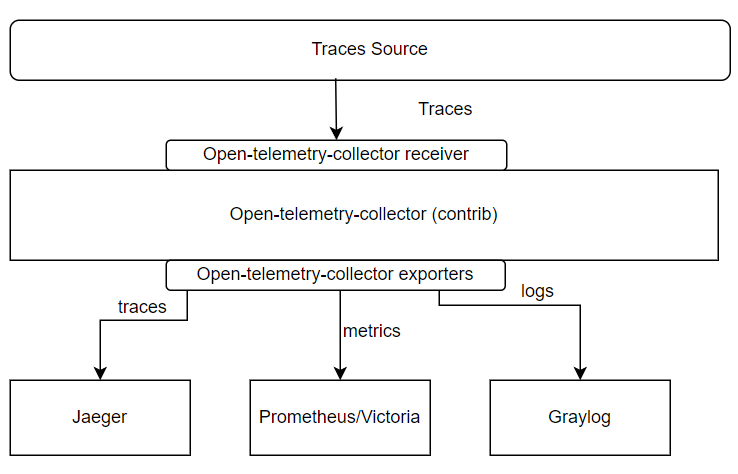 Traces Source
Traces
Open-telemetry-collector receiver
Open-telemetry-collector (contrib)
Open-telemetry-collector exporters
logs
traces
metrics
Jaeger
Prometheus/Victoria
Graylog